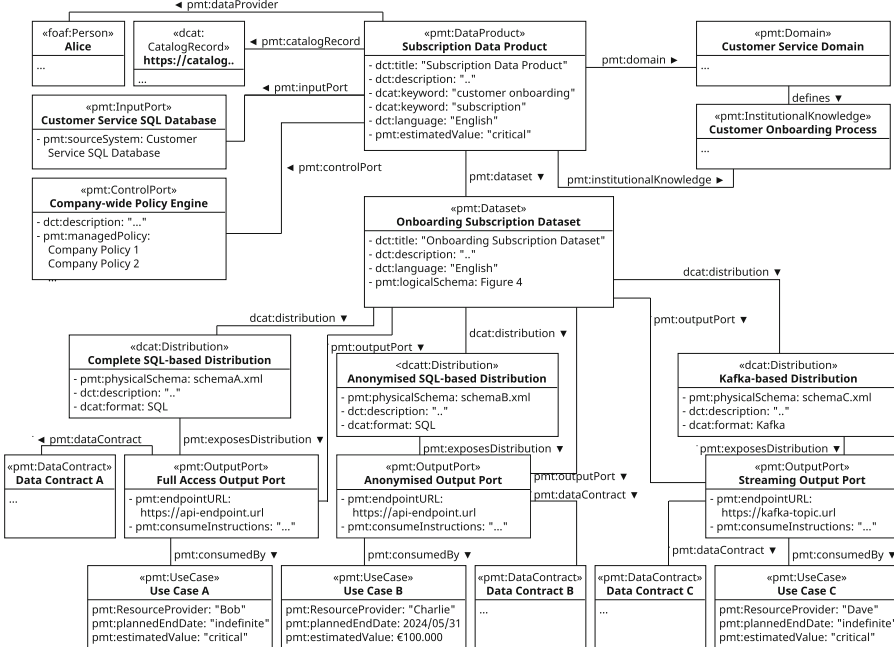 ◄ pmt:dataProvider
«foaf:Person»
Alice
...
«dcat:
CatalogRecord»
https://catalog..
...
◄ pmt:catalogRecord
«pmt:DataProduct»
Subscription Data Product
- dct:title: "Subscription Data Product"
- dct:description: ".."
- dcat:keyword: "customer onboarding"
- dcat:keyword: "subscription"
- dct:language: "English"
- pmt:estimatedValue: "critical"
pmt:domain ►
«pmt:Domain»
Customer Service Domain
...
defines ▼
◄ pmt:inputPort
«pmt:InputPort»
Customer Service SQL Database
- pmt:sourceSystem: Customer
Service SQL Database
«pmt:InstitutionalKnowledge»
Customer Onboarding Process
...
◄ pmt:controlPort
pmt:dataset ▼
pmt:institutionalKnowledge ►
«pmt:ControlPort»
Company-wide Policy Engine
- dct:description: "..."
- pmt:managedPolicy:
Company Policy 1
Company Policy 2
...
«pmt:Dataset»
Onboarding Subscription Dataset
- dct:title: "Onboarding Subscription Dataset"
- dct:description: ".."
- dct:language: "English"
- pmt:logicalSchema: Figure 4
dcat:distribution ▼
dcat:distribution ▼
pmt:outputPort ▼
dcat:distribution ▼
pmt:outputPort ▼
«dcat:Distribution»
Complete SQL-based Distribution
- pmt:physicalSchema: schemaA.xml
- dct:description: ".."
- dcat:format: SQL
<dcatt:Distribution»
Anonymised SQL-based Distribution
- pmt:physicalSchema: schemaB.xml
- dct:description: ".."
- dcat:format: SQL
«dcat:Distribution»
Kafka-based Distribution
- pmt:physicalSchema: schemaC.xml
- dct:description: ".."
- dcat:format: Kafka
◄ pmt:dataContract
pmt:exposesDistribution ▼
pmt:exposesDistribution ▼
pmt:exposesDistribution ▼
«pmt:DataContract»
Data Contract A
...
«pmt:OutputPort»
Full Access Output Port
- pmt:endpointURL:
https://api-endpoint.url
- pmt:consumeInstructions: "..."
«pmt:OutputPort»
Anonymised Output Port
- pmt:endpointURL:
https://api-endpoint.url
- pmt:consumeInstructions: "..."
pmt:outputPort ▼
pmt:dataContract ▼
«pmt:OutputPort»
Streaming Output Port
- pmt:endpointURL:
https://kafka-topic.url
- pmt:consumeInstructions: "..."
pmt:consumedBy ▼
pmt:consumedBy ▼
pmt:dataContract ▼
pmt:consumedBy ▼
«pmt:UseCase»
Use Case A
pmt:ResourceProvider: "Bob"
pmt:plannedEndDate: "indefinite"
pmt:estimatedValue: "critical"
«pmt:UseCase»
Use Case B
pmt:ResourceProvider: "Charlie"
pmt:plannedEndDate: 2024/05/31
pmt:estimatedValue: €100.000
«pmt:DataContract»
Data Contract B
...
«pmt:DataContract»
Data Contract C
...
«pmt:UseCase»
Use Case C
pmt:ResourceProvider: "Dave"
pmt:plannedEndDate: "indefinite"
pmt:estimatedValue: "critical"